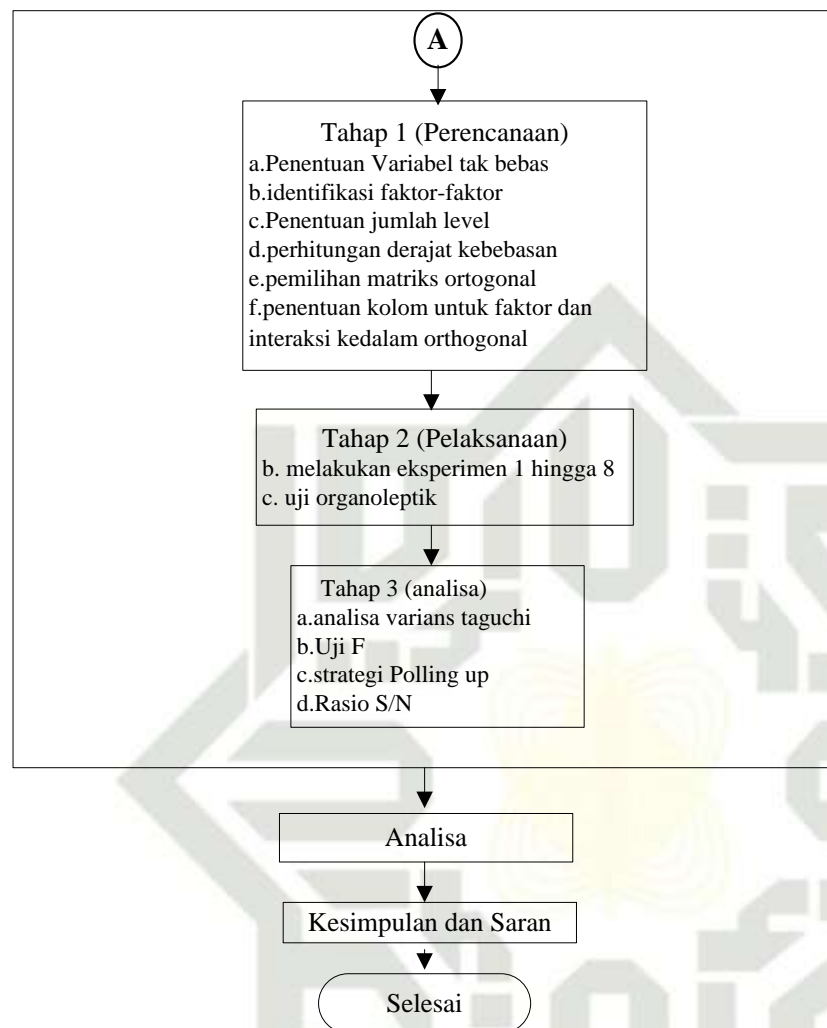 A
Tahap 1 (Perencanaan)
a.Penentuan Variabel tak bebas
b.identifikasi faktor-faktor
c.Penentuan jumlah level
d.perhitungan derajat kebebasan
e.pemilihan matriks ortogonal
f.penentuan kolom untuk faktor dan
interaksi kedalam orthogonal
Tahap 2 (Pelaksanaan)
b. melakukan eksperimen 1 hingga 8
c. uji organoleptik
Tahap 3 (analisa)
a.analisa varians taguchi
b.Uji F
c.strategi Polling up
d.Rasio S/N
Analisa
Kesimpulan dan Saran
Selesai